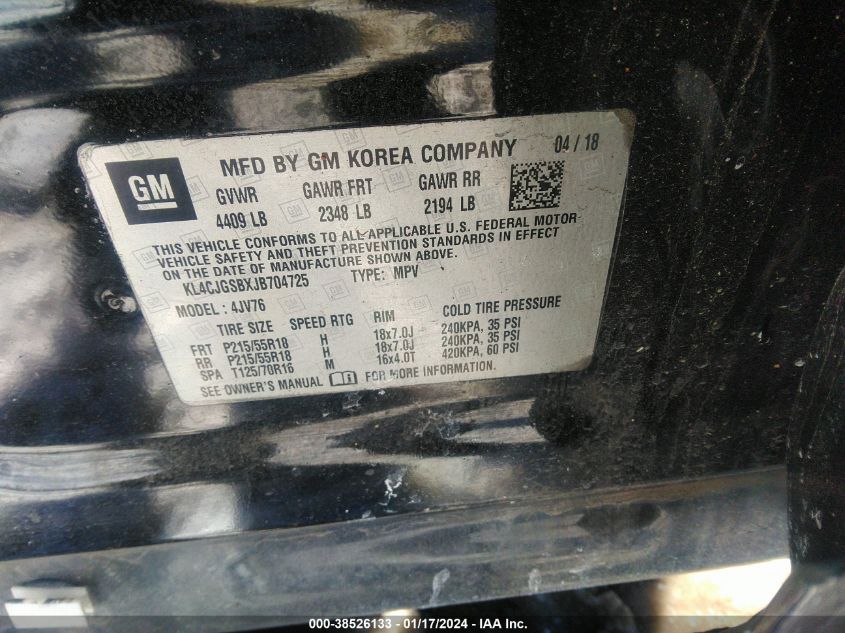 GM
MFD BY GM KOREA COMPANY 04 / 18
GVWR GAWR FRT GAWR RR
4409 LB 2348 LB 2194 LB
THIS VEHICLE CONFORMS TO ALL APPLICABLE U.S. FEDERAL MOTOR
VEHICLE SAFETY AND THEFT PREVENTION STANDARDS IN EFFECT
ON THE DATE OF MANUFACTURE SHOWN ABOVE.
KL4CJGSBXJB704725 TYPE: MPV
MODEL: 4JV76
TIRE SIZE SPEED RTG RIM COLD TIRE PRESSURE
FRT P215/55R18 H 18x7.0J 240KPA, 35 PSI
RR P215/55R18 H 18x7.0J 240KPA, 35 PSI
SPA T125/70R16 M 16x4.0T 420KPA, 60 PSI
SEE OWNER'S MANUAL FOR MORE INFORMATION.
000-38526133 - 01/17/2024 - IAA Inc.